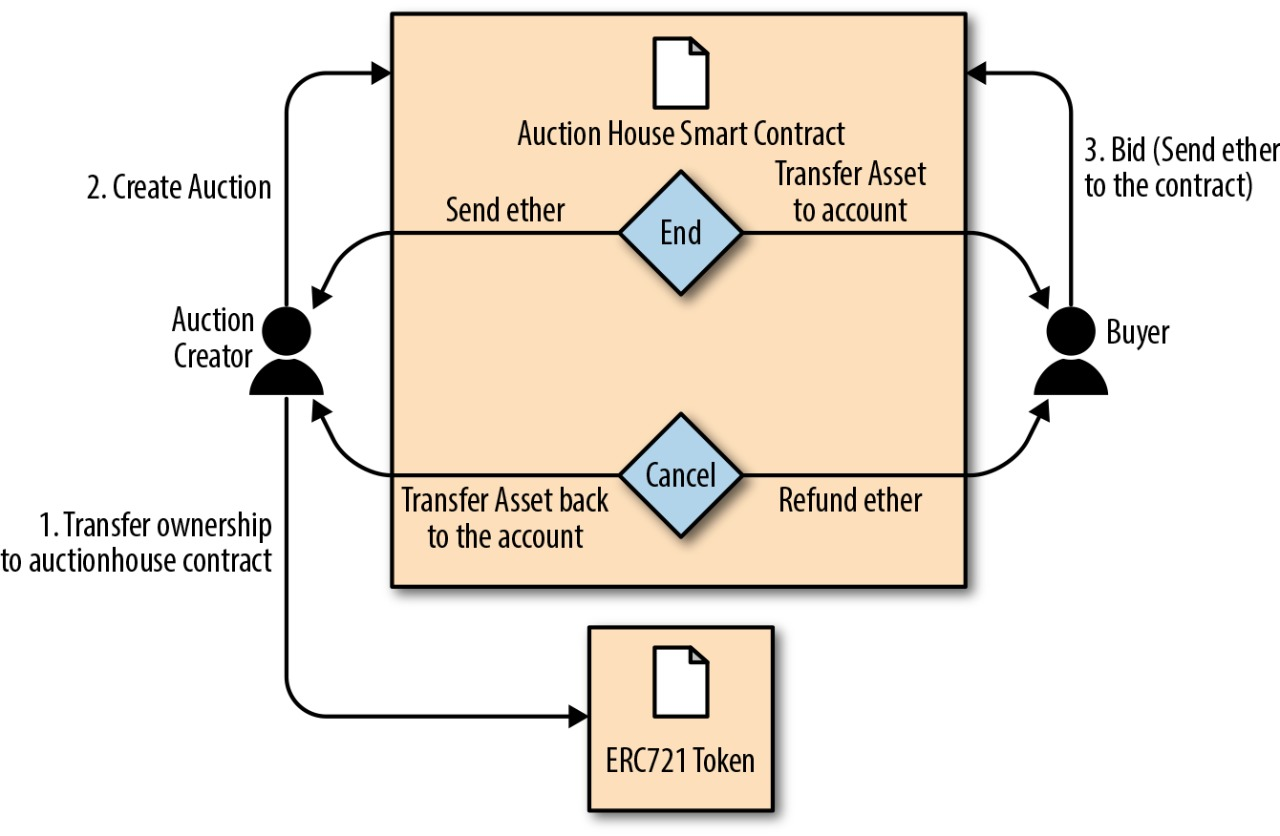 Auction House Smart Contract
2. Create Auction
3. Bid (Send ether
to the contract)
Send ether
End
Transfer Asset
to account
Auction
Creator
Buyer
Cancel
Transfer Asset back
to the account
Refund ether
1. Transfer ownership
to auctionhouse contract
ERC721 Token